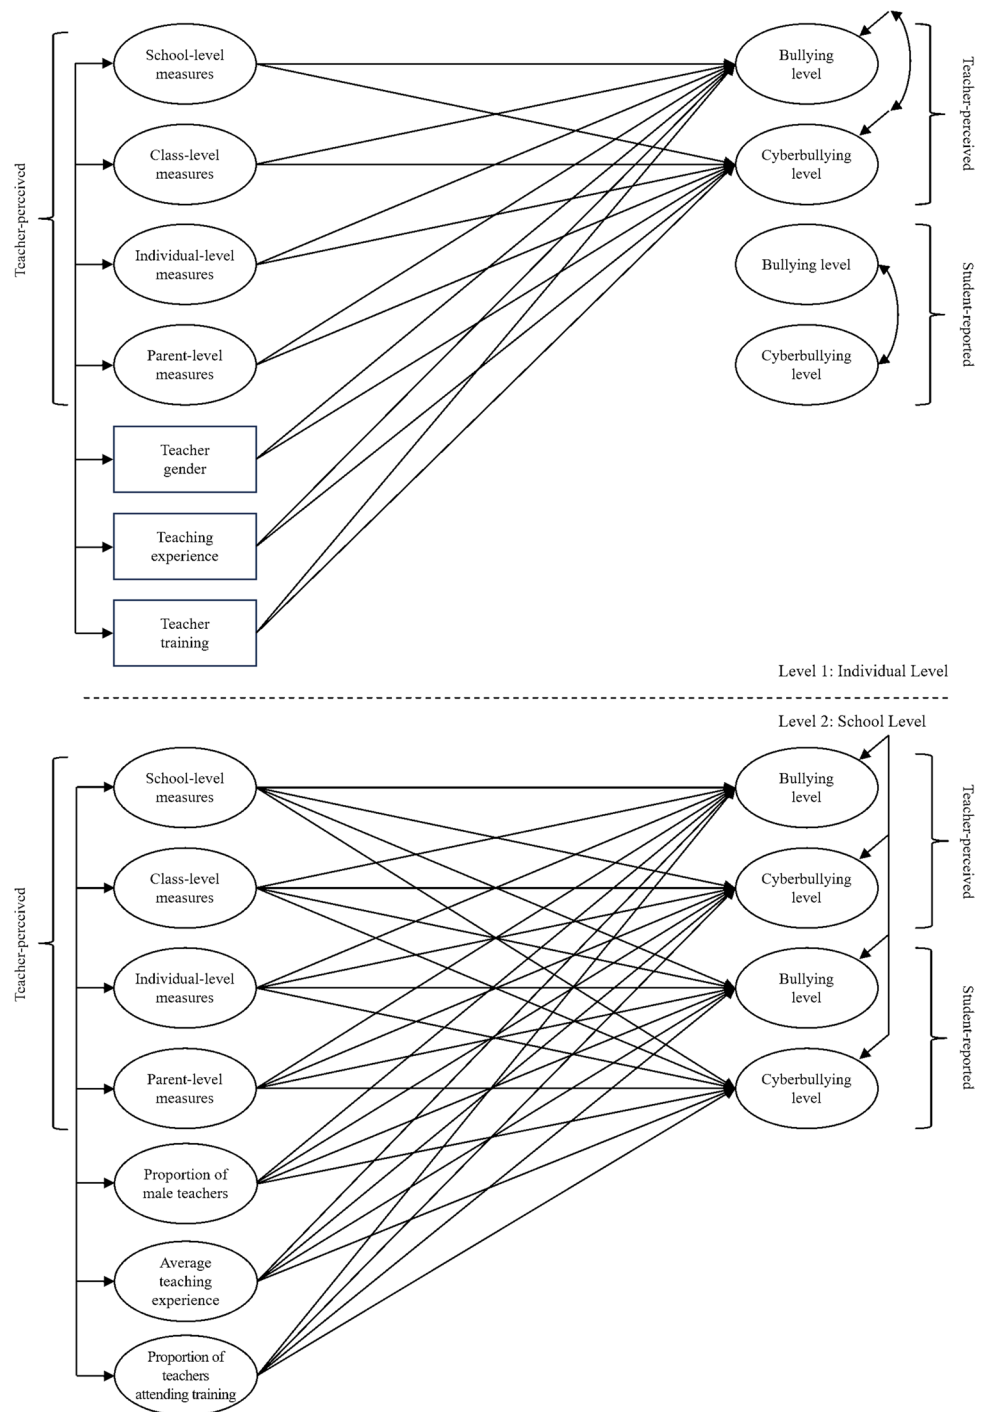 School-level
measures
Class-level
measures
Individual-level
measures
Parent-level
measures
Teacher
gender
Teaching
experience
Teacher
training
Teacher-perceived
Bullying
level
Cyberbullying
level
Bullying level
Cyberbullying
level
Teacher-perceived
Student-reported
Level 1: Individual Level
Level 2: School Level
School-level
measures
Class-level
measures
Individual-level
measures
Parent-level
measures
Proportion of
male teachers
Average
teaching
experience
Proportion of
teachers
attending training
Teacher-perceived
Bullying
level
Cyberbullying
level
Bullying
level
Cyberbullying
level
Teacher-perceived
Student-reported